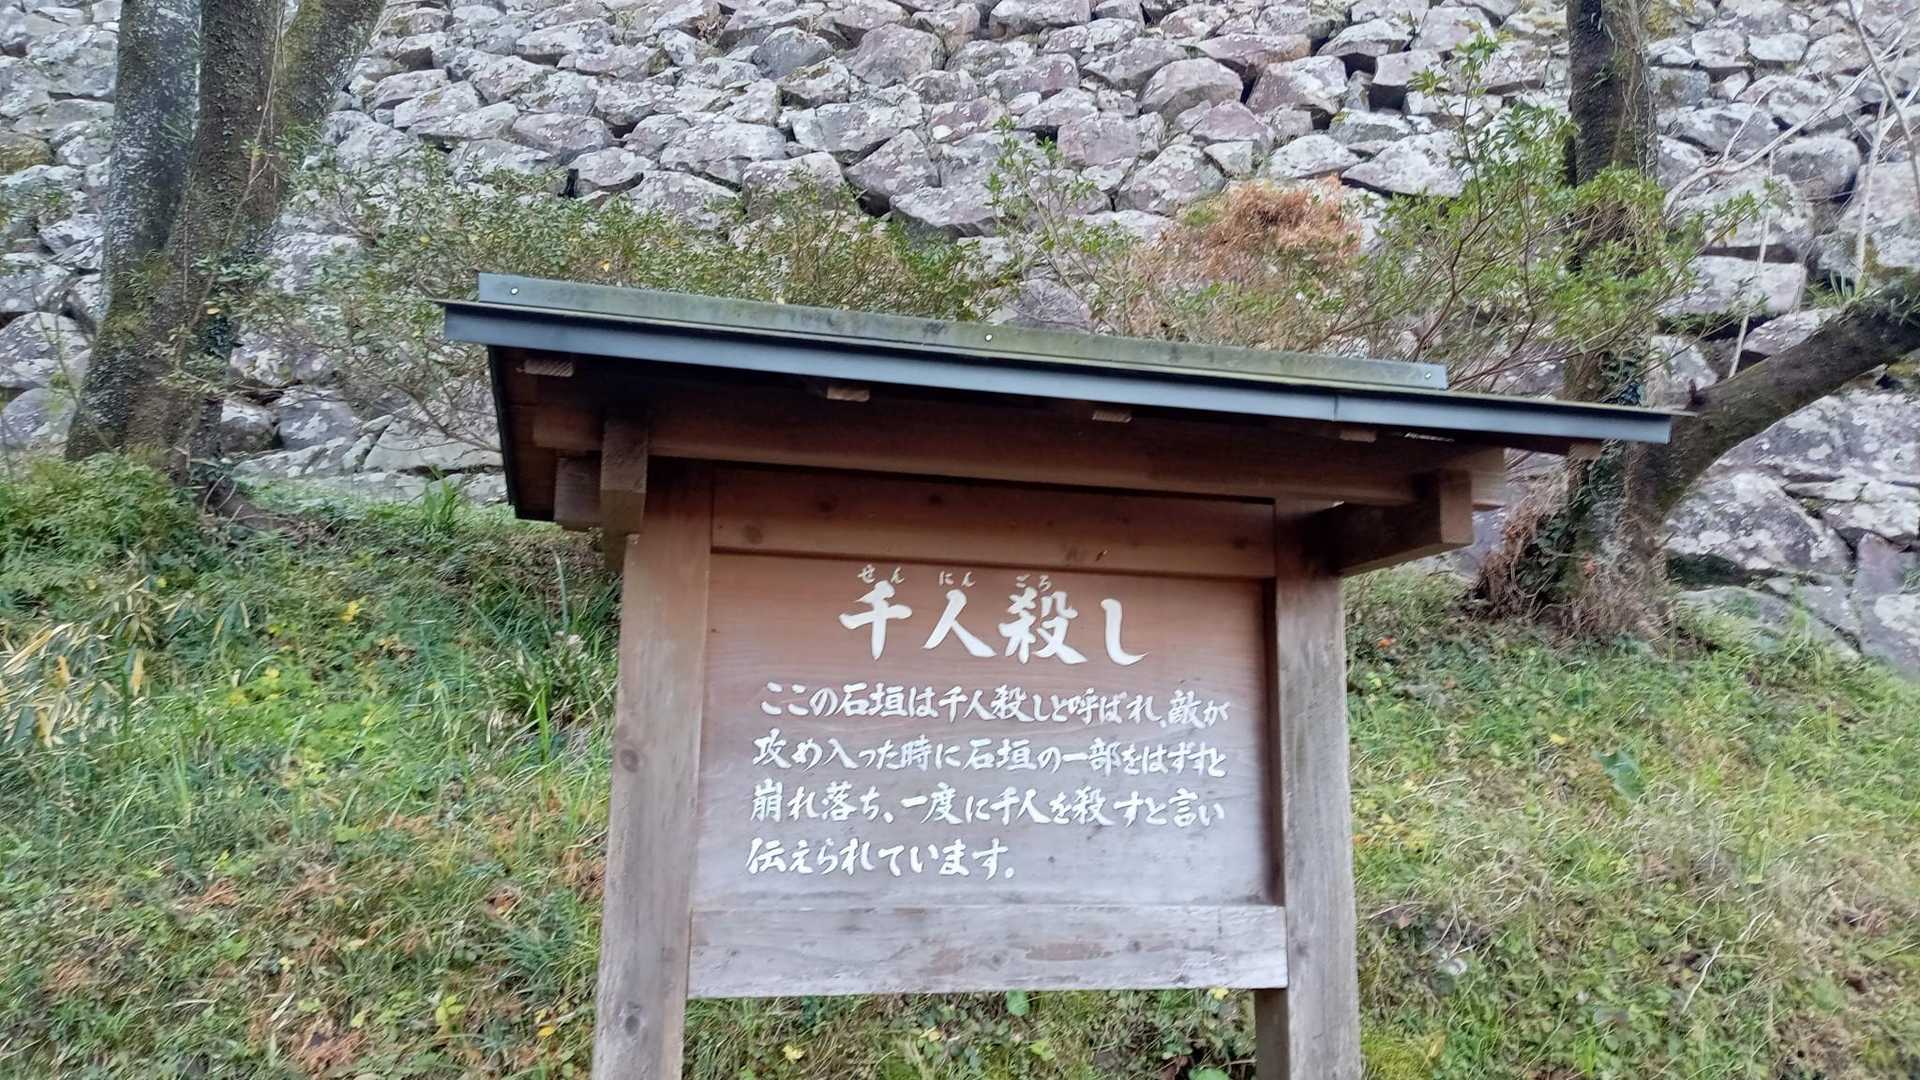 せんにんごろ
千人殺し
ここの石垣は千人殺しと呼ばれ、敵が
攻め入った時に石垣の一部をはずすと
崩れ落ち、一度に千人を殺すと言い
伝えられています。